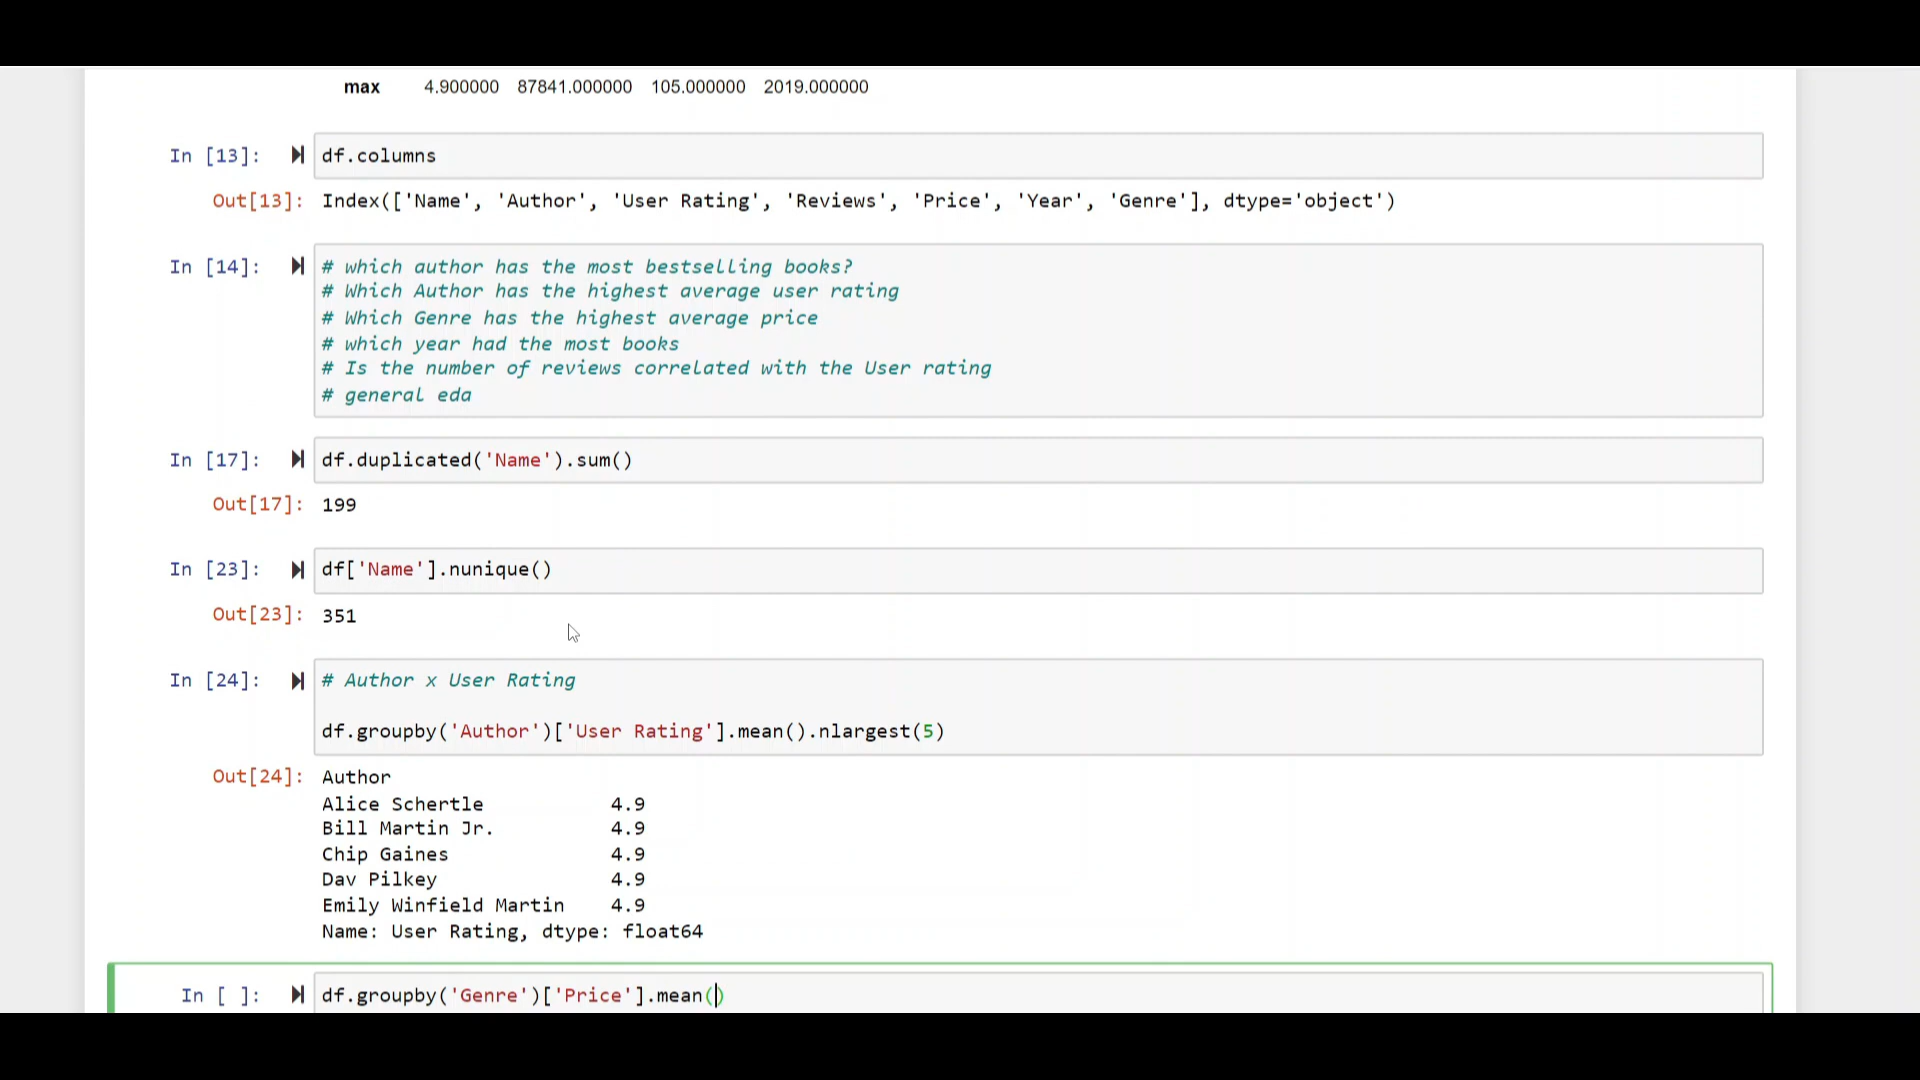 max 4.900000 87841.000000 105.000000 2019.000000
In [13]: df.columns
Out[13]: Index(['Name', 'Author', 'User Rating', 'Reviews', 'Price', 'Year', 'Genre'], dtype='object')
In [14]: # which author has the most bestselling books?
# Which Author has the highest average user rating
# Which Genre has the highest average price
# which year had the most books
# Is the number of reviews correlated with the User rating
# general eda
In [17]: df.duplicated('Name').sum()
Out[17]: 199
In [23]: df['Name'].nunique()
Out[23]: 351
In [24]: # Author x User Rating
df.groupby('Author')['User Rating'].mean().nlargest(5)
Out[24]: Author
Alice Schertle 4.9
Bill Martin Jr. 4.9
Chip Gaines 4.9
Dav Pilkey 4.9
Emily Winfield Martin 4.9
Name: User Rating, dtype: float64
In [ ]: df.groupby('Genre')['Price'].mean()